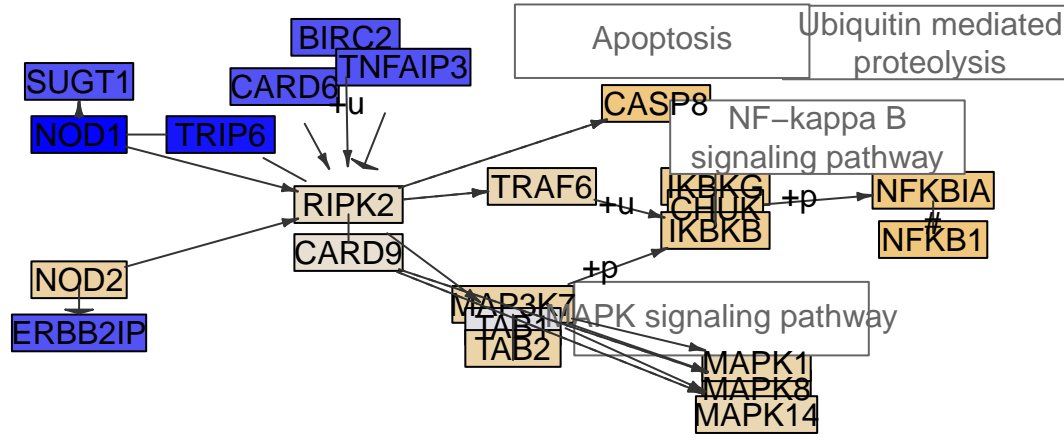 BIRC2
Apoptosis
Ubiquitin mediated
proteolysis
TNFAIP3
SUGT1
CARD6
+u
CASP8
NOD1
TRIP6
NF−kappa B
signaling pathway
TRAF6
IKBKG
NFKBIA
RIPK2
+u
CHUK
+p
IKBKB
#
NFKB1
CARD9
NOD2
+p
MAP3K7
MAPK signaling pathway
ERBB2IP
TAB1
TAB2
MAPK1
MAPK8
MAPK14